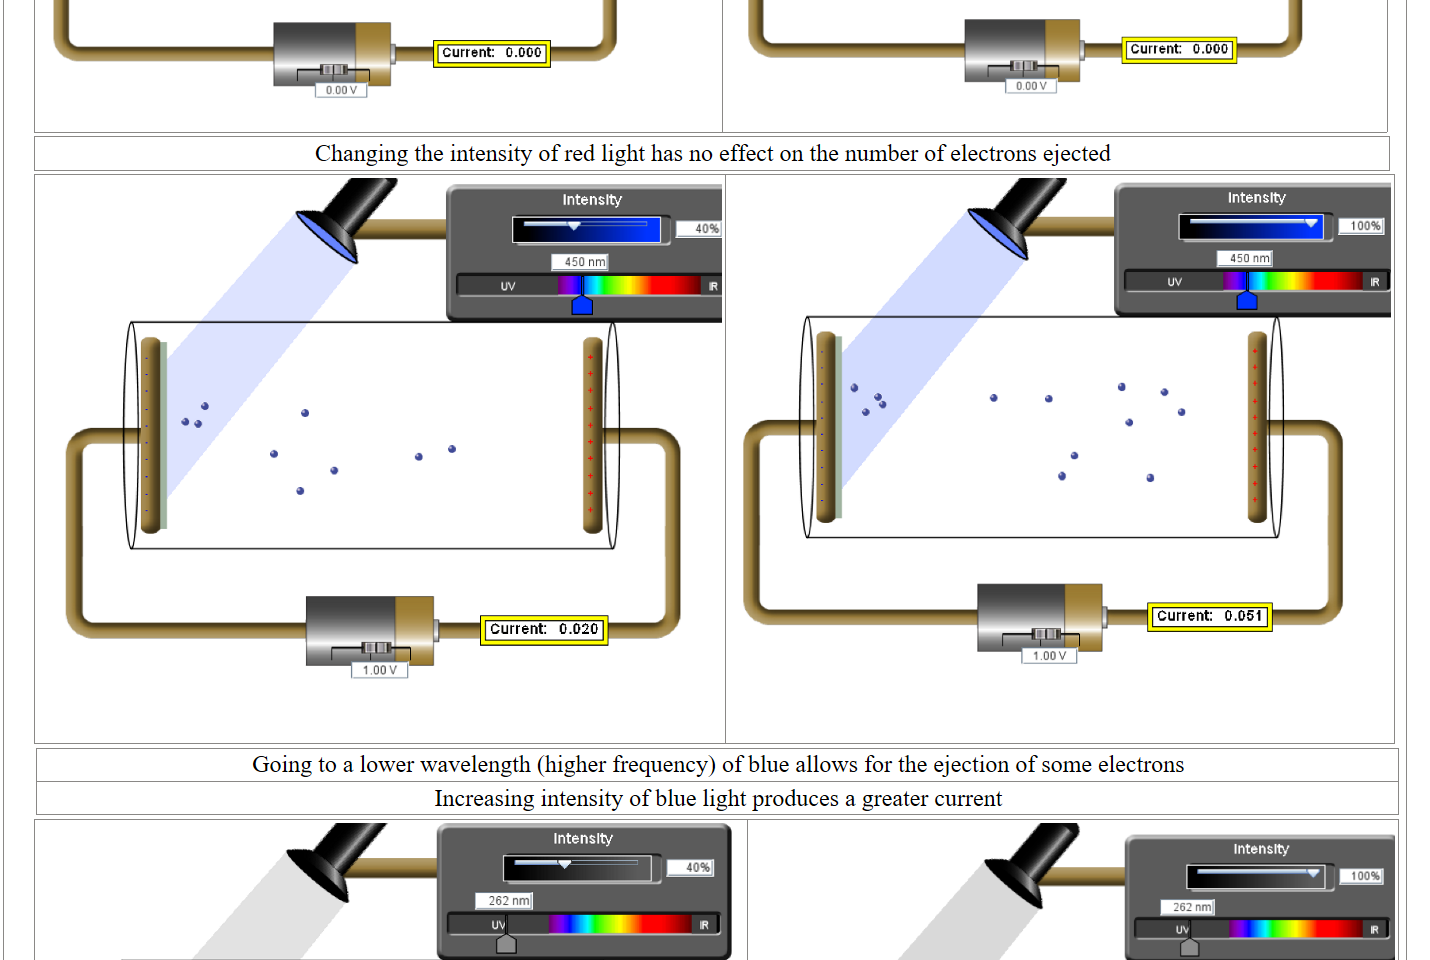 Current: 0.000
0.00 V
Current: 0.000
0.00 V
Changing the intensity of red light has no effect on the number of electrons ejected
Intensity
40%
450 nm
UV
IR
Current: 0.020
1.00 V
Intensity
100%
450 nm
UV
IR
Current: 0.051
1.00 V
Going to a lower wavelength (higher frequency) of blue allows for the ejection of some electrons
Increasing intensity of blue light produces a greater current
Intensity
40%
262 nm
UV
IR
Intensity
100%
262 nm
UV
IR